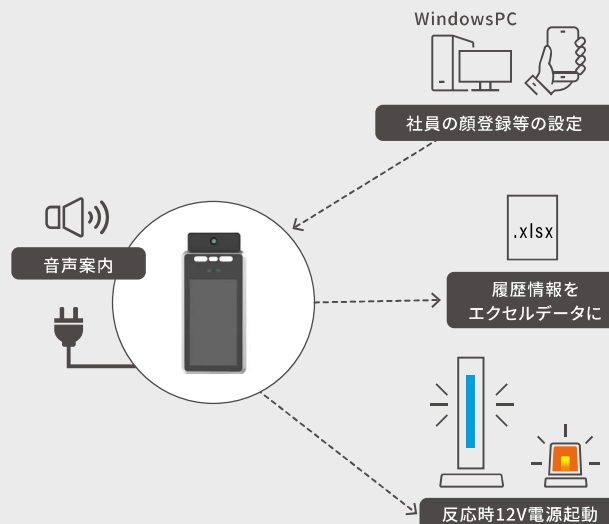 WindowsPC
社員の顔登録等の設定
.xlsx
音声案内
履歴情報を
エクセルデータに
反応時12V電源起動